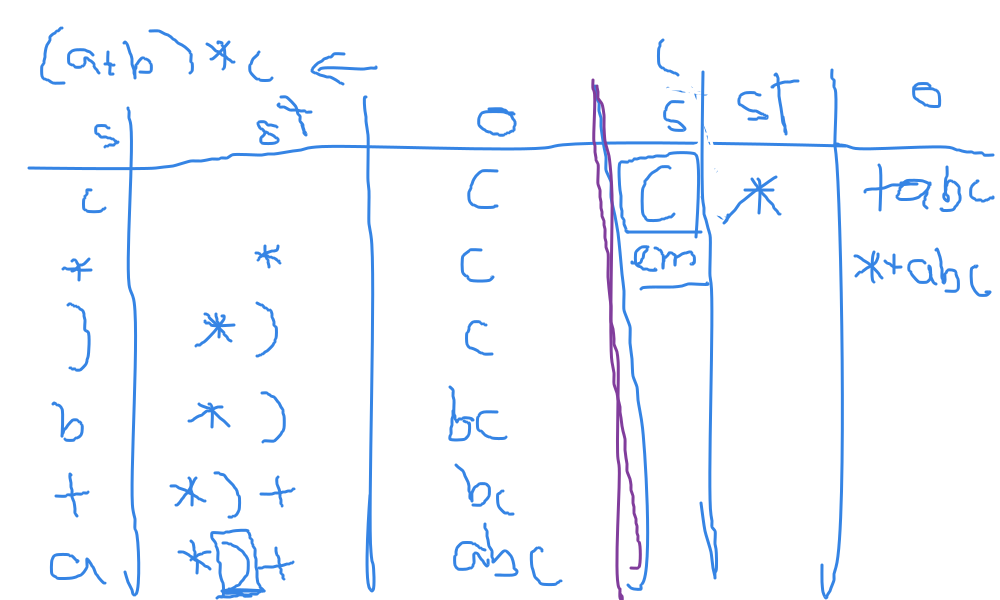 (a+b)*c ←
s st o
c c
* * c
) *) c
b *) bc
+ *)+ bc
a *)+ abc
s st o
( * +abc
em *+abc